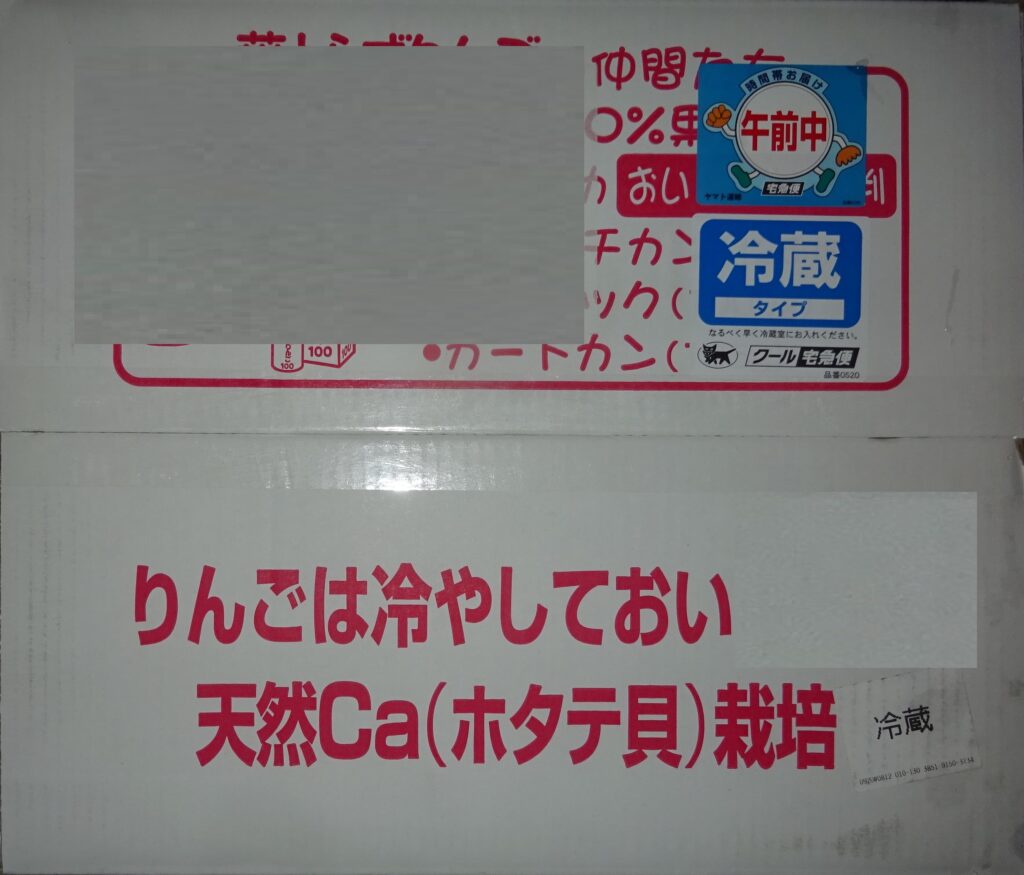 仲間たち
0%果
おい
チカン
ック(
●カートカン(
100
100
100
時間帯お届け
午前中
宅急便
ヤマト運輸
冷蔵
タイプ
なるべく早く冷蔵室にお入れください。
クール宅急便
品番0520
りんごは冷やしておい
天然Ca(ホタテ貝)栽培
冷蔵